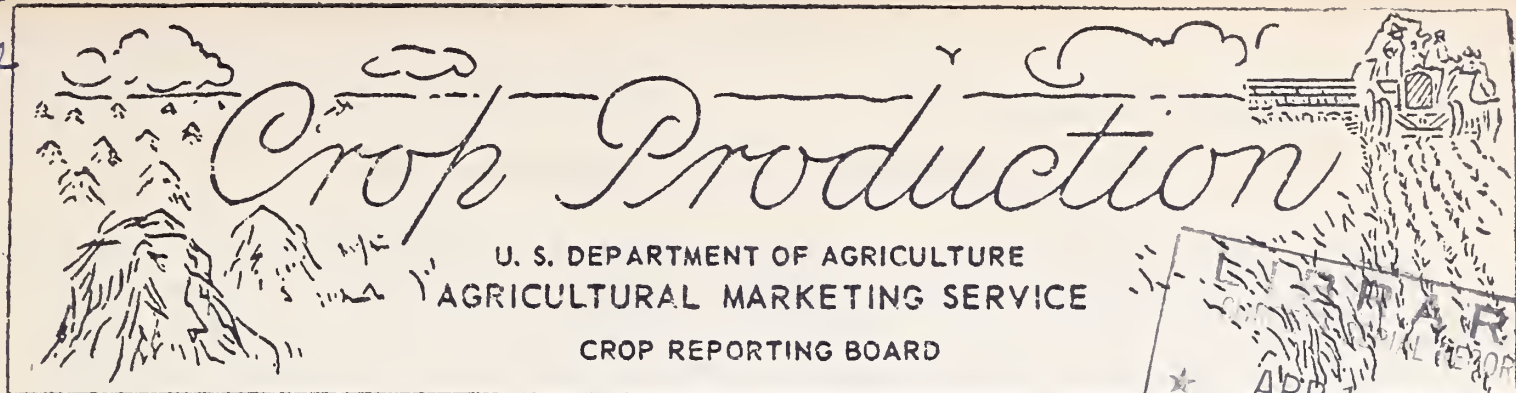 Crop Production
U. S. DEPARTMENT OF AGRICULTURE
AGRICULTURAL MARKETING SERVICE
CROP REPORTING BOARD